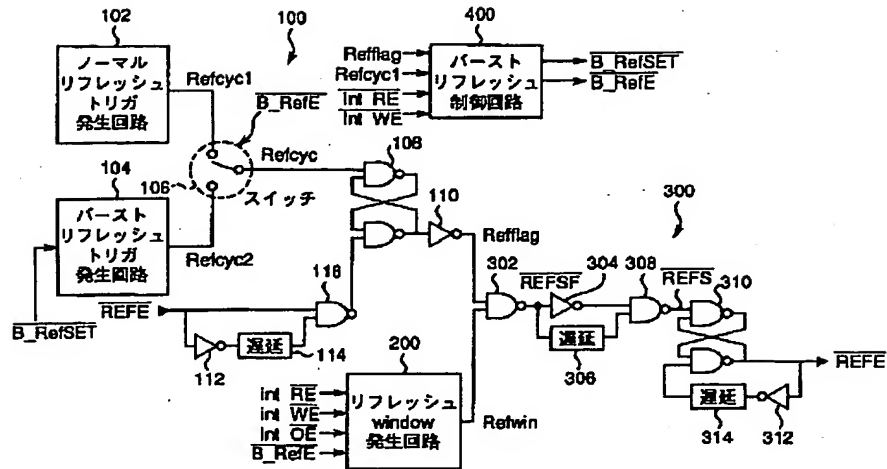 102
ノーマル
リフレッシュ
トリガ
発生回路
Refcyc1
100
B_RefE
Refflag
Refcyc1
Int RE
Int WE
400
バースト
リフレッシュ
制御回路
B_RefSET
B_RefE
106
スイッチ
Refcyc
108
110
Refflag
104
バースト
リフレッシュ
トリガ
発生回路
Refcyc2
B_RefSET
REFE
116
112
遅延
114
300
302
REFSF
304
308
REFS
310
遅延
306
REFE
遅延
314
312
200
int RE
int WE
int OE
B_RefE
リフレッシュ
window
発生回路
Refwin